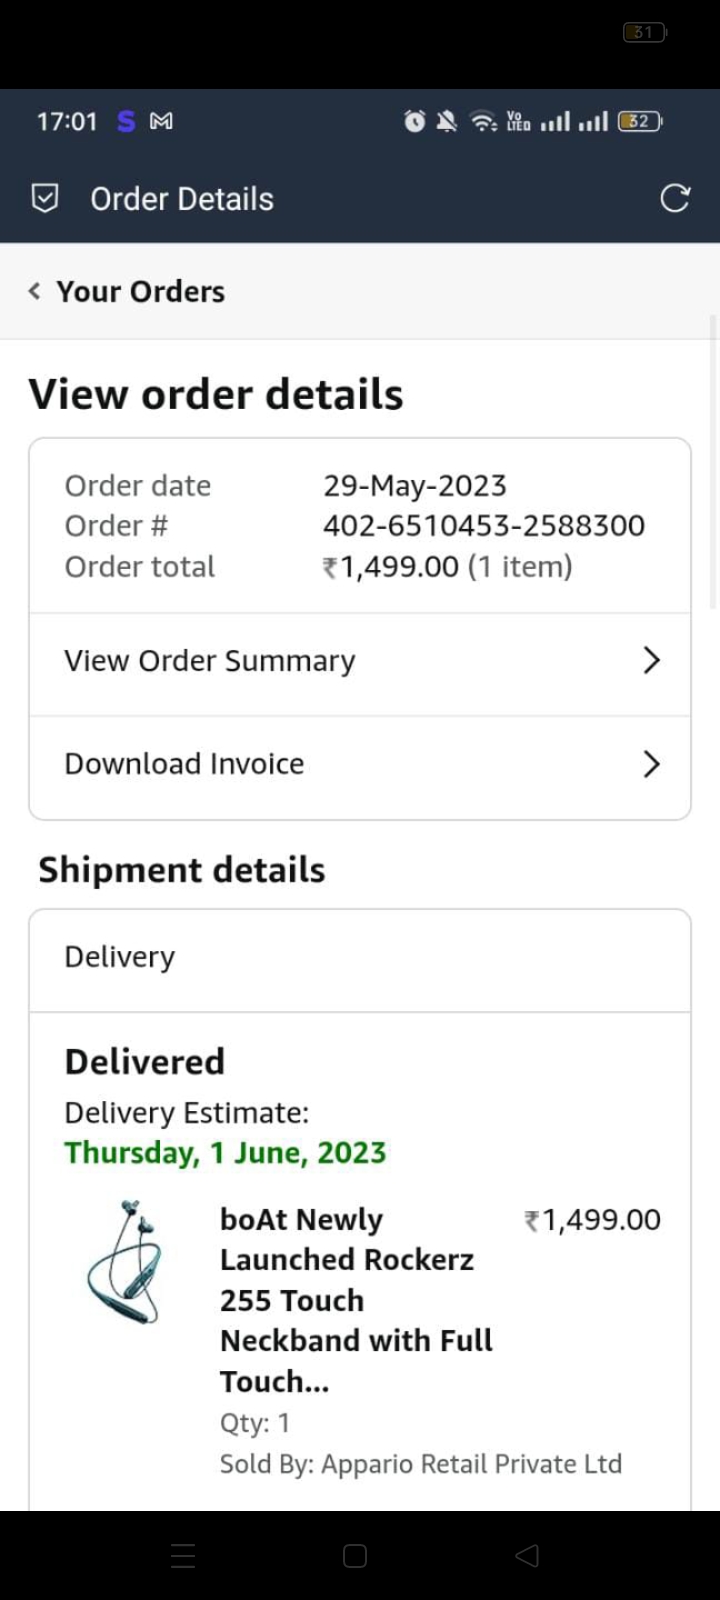 31
17:01 S M Vo LTED 32
Order Details
Your Orders
View order details
Order date 29-May-2023
Order # 402-6510453-2588300
Order total ₹1,499.00 (1 item)
View Order Summary
Download Invoice
Shipment details
Delivery
Delivered
Delivery Estimate:
Thursday, 1 June, 2023
boAt Newly ₹1,499.00
Launched Rockerz
255 Touch
Neckband with Full
Touch...
Qty: 1
Sold By: Appario Retail Private Ltd